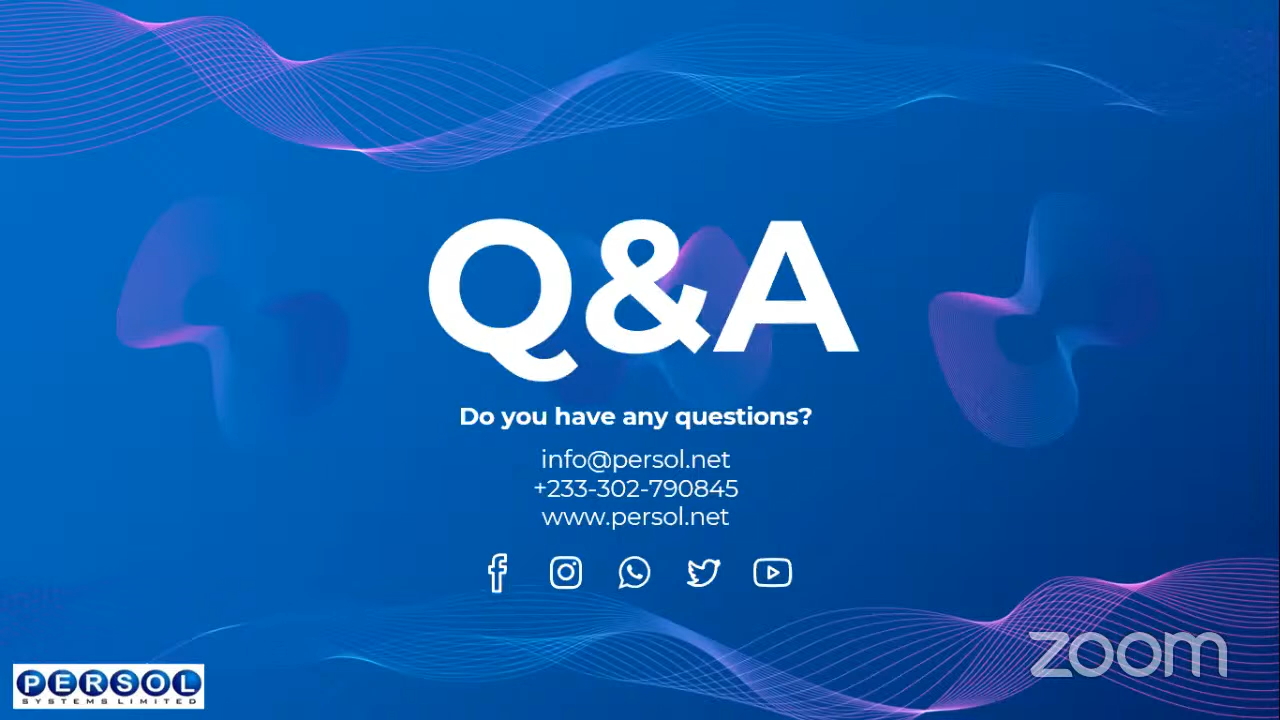 Q&A
Do you have any questions?
info@persol.net
+233-302-790845
www.persol.net
zoom
PERSOL
SYSTEMS LIMITED